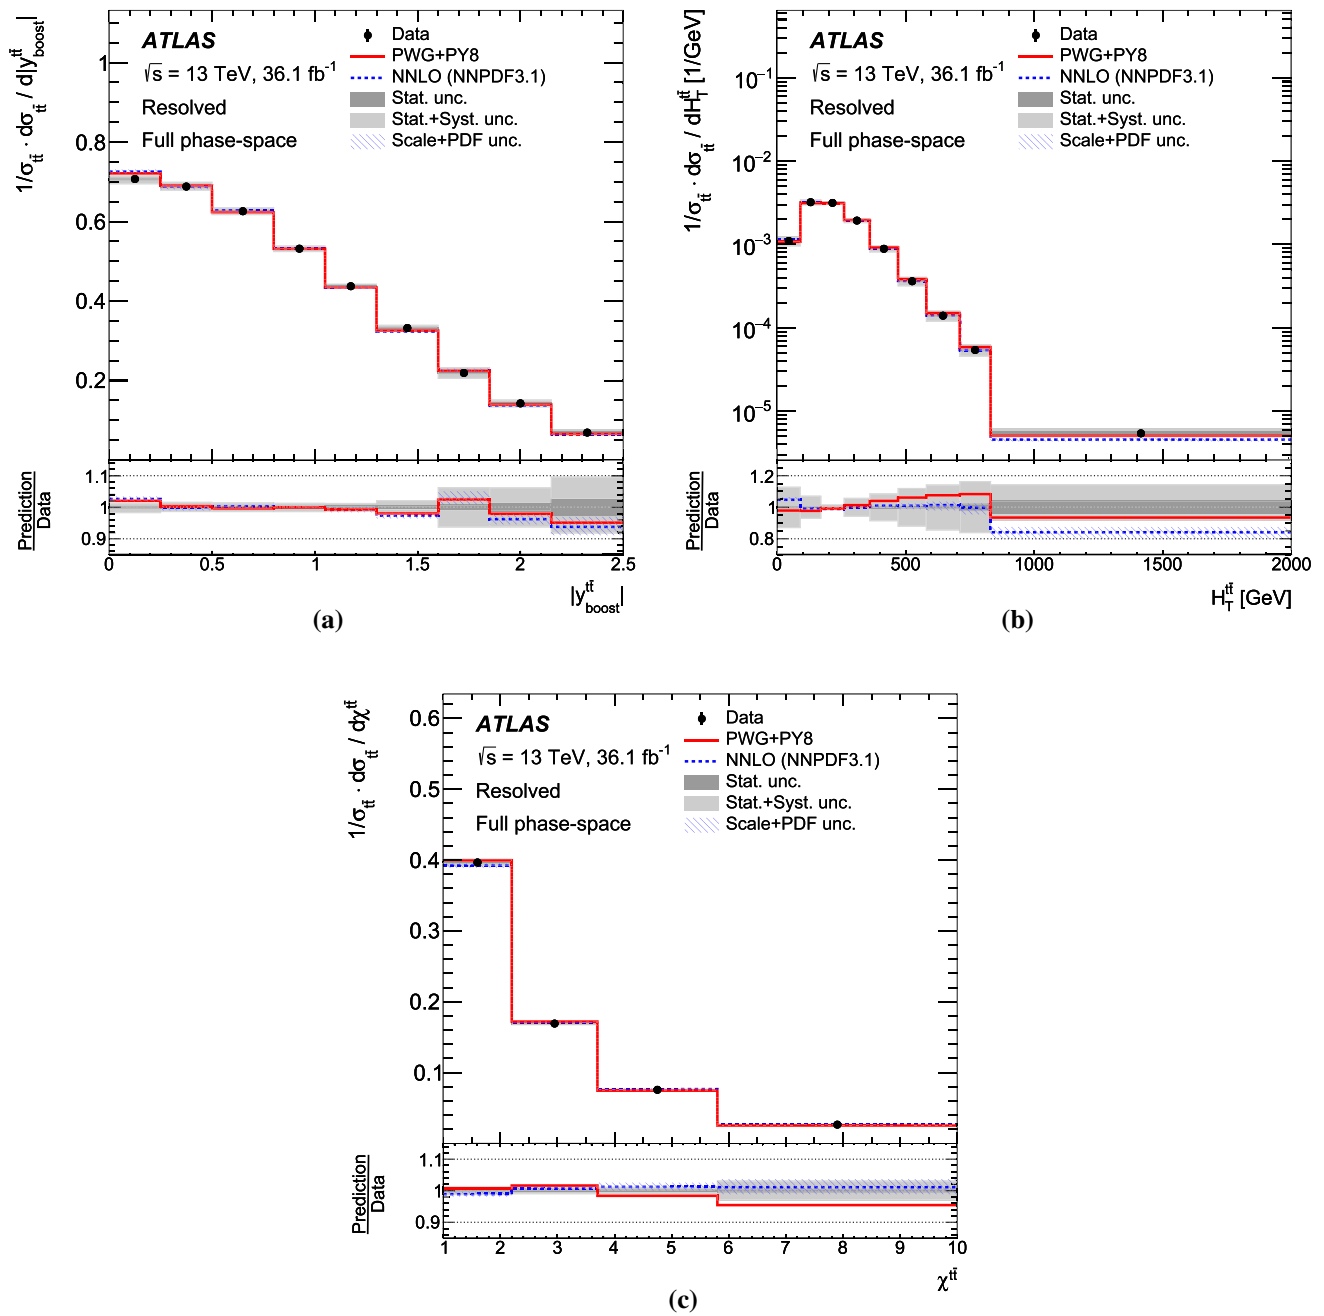 1/σ_tt̄ · dσ_tt̄ / d|y_boost^tt̄|
ATLAS
√s = 13 TeV, 36.1 fb⁻¹
Resolved
Full phase-space
Data
PWG+PY8
NNLO (NNPDF3.1)
Stat. unc.
Stat.+Syst. unc.
Scale+PDF unc.
1
0.8
0.6
0.4
0.2
Prediction
Data
1.1
1
0.9
0 0.5 1 1.5 2 2.5
|y_boost^tt̄|
(a)
1/σ_tt̄ · dσ_tt̄ / dH_T^tt̄ [1/GeV]
ATLAS
√s = 13 TeV, 36.1 fb⁻¹
Resolved
Full phase-space
Data
PWG+PY8
NNLO (NNPDF3.1)
Stat. unc.
Stat.+Syst. unc.
Scale+PDF unc.
10⁻¹
10⁻²
10⁻³
10⁻⁴
10⁻⁵
Prediction
Data
1.2
1
0.8
0 500 1000 1500 2000
H_T^tt̄ [GeV]
(b)
1/σ_tt̄ · dσ_tt̄ / dχ^tt̄
ATLAS
√s = 13 TeV, 36.1 fb⁻¹
Resolved
Full phase-space
Data
PWG+PY8
NNLO (NNPDF3.1)
Stat. unc.
Stat.+Syst. unc.
Scale+PDF unc.
0.6
0.5
0.4
0.3
0.2
0.1
Prediction
Data
1.1
1
0.9
1 2 3 4 5 6 7 8 9 10
χ^tt̄
(c)